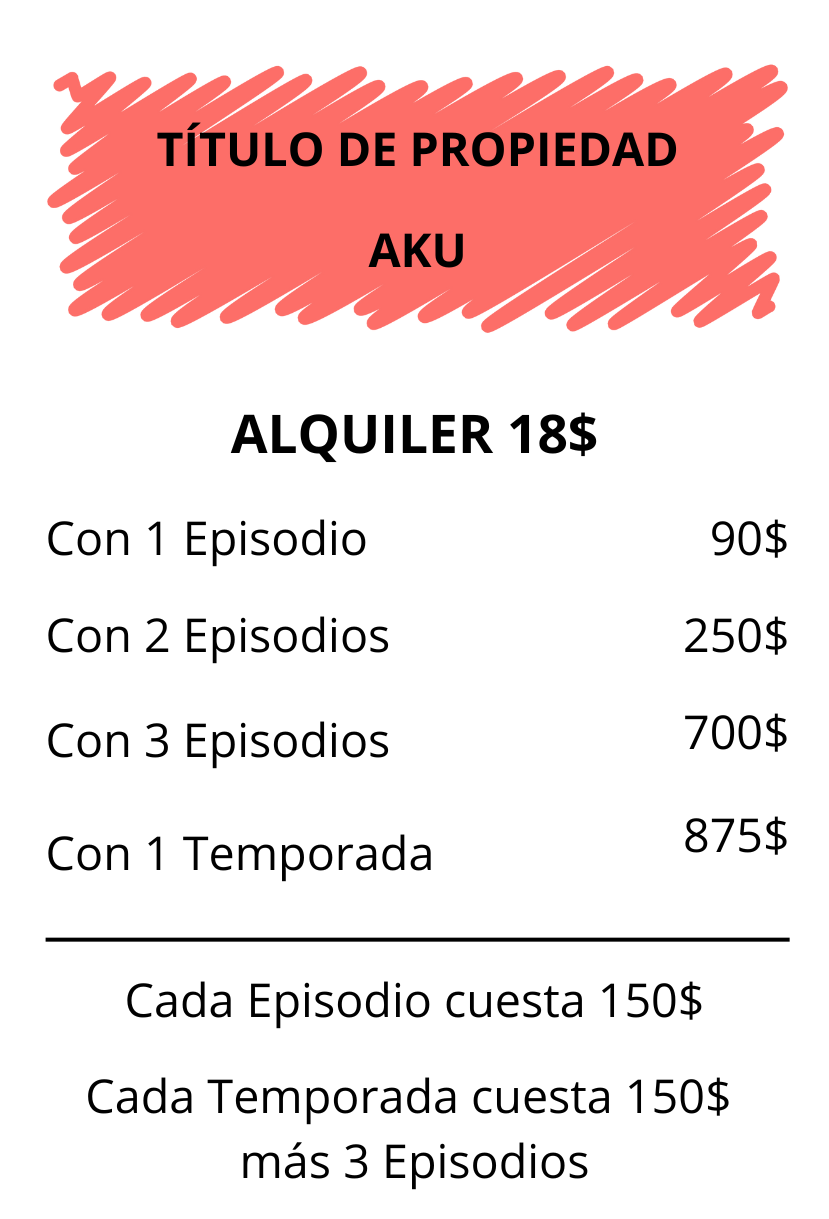 TÍTULO DE PROPIEDAD
AKU
ALQUILER 18$
Con 1 Episodio 90$
Con 2 Episodios 250$
Con 3 Episodios 700$
Con 1 Temporada 875$
Cada Episodio cuesta 150$
Cada Temporada cuesta 150$
más 3 Episodios